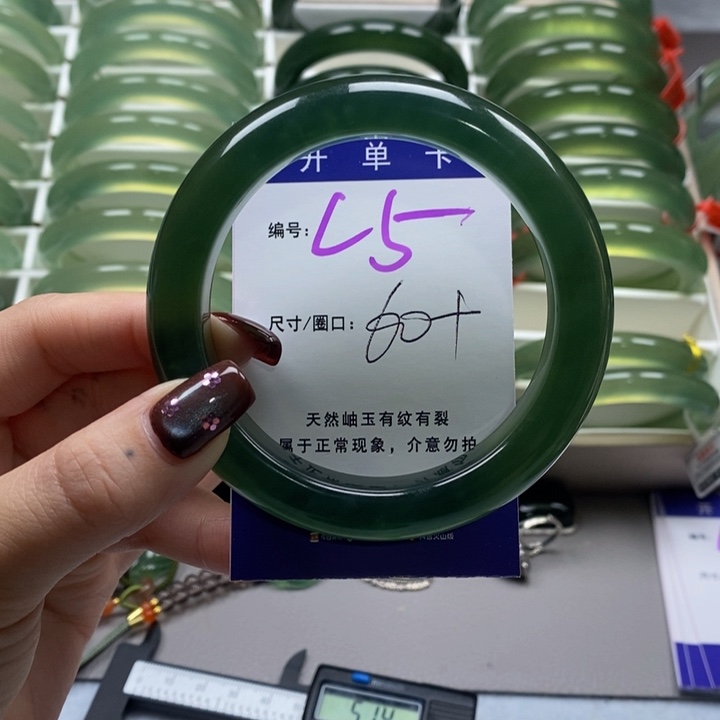 开单卡
编号: L5
尺寸/圈口: 60+
天然岫玉有纹有裂
属于正常现象，介意勿拍